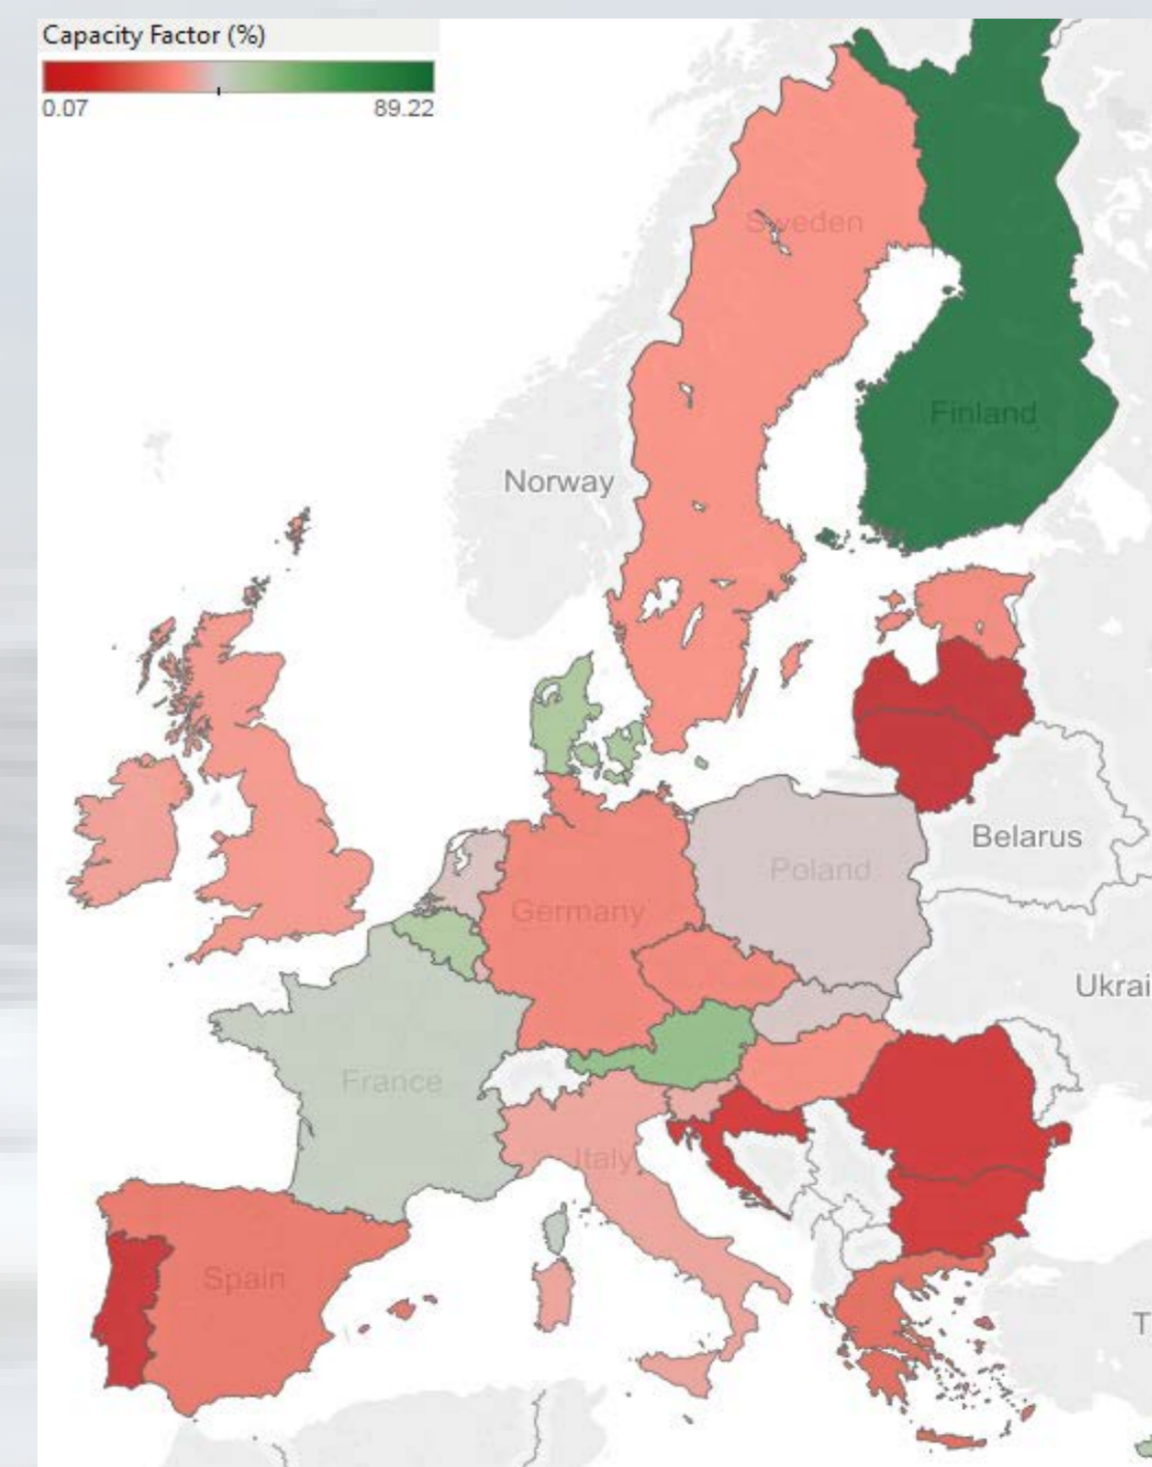 Capacity Factor (%)
0.07 89.22
Sweden
Finland
Norway
Belarus
Poland
Germany
Ukrai
France
Italy
Spain
T